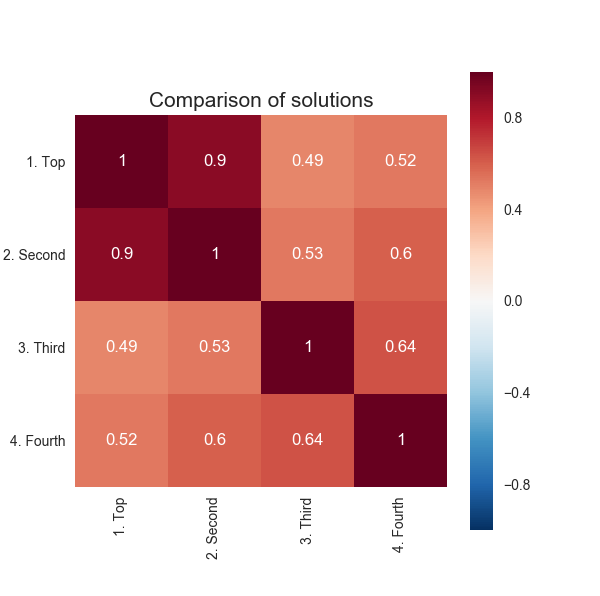 Comparison of solutions
1. Top 1 0.9 0.49 0.52
2. Second 0.9 1 0.53 0.6
3. Third 0.49 0.53 1 0.64
4. Fourth 0.52 0.6 0.64 1
1. Top
2. Second
3. Third
4. Fourth
0.8
0.4
0.0
−0.4
−0.8